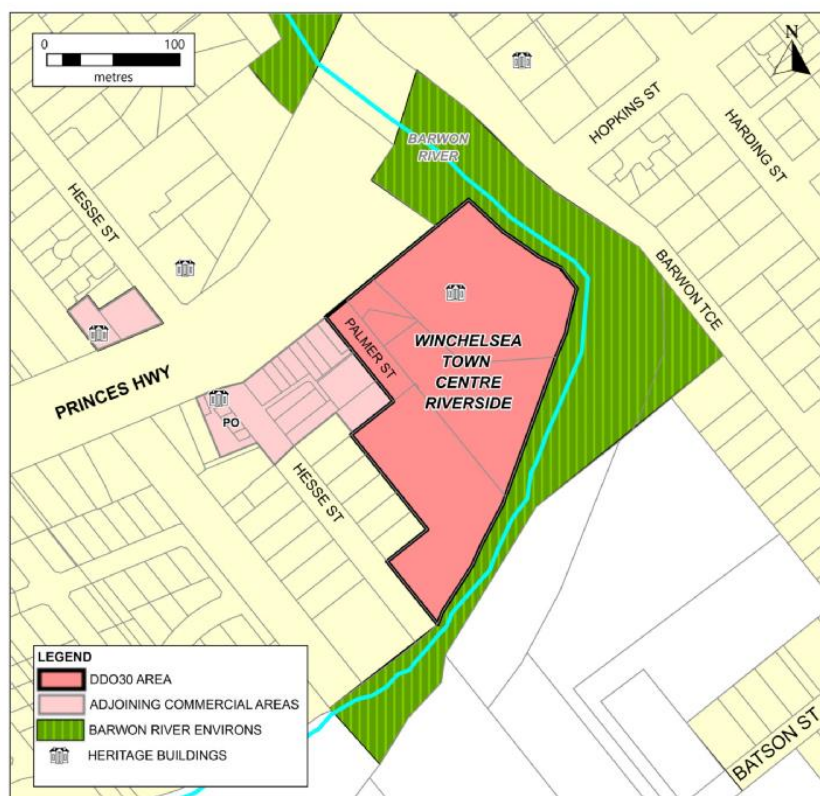 0 100
metres
N
HOPKINS ST
HARDING ST
BARWON
RIVER
HESSE ST
BARWON TCE
PALMER ST
WINCHELSEA
TOWN
CENTRE
RIVERSIDE
PRINCES HWY
PO
HESSE ST
BATSON ST
LEGEND
DDO30 AREA
ADJOINING COMMERCIAL AREAS
BARWON RIVER ENVIRONS
HERITAGE BUILDINGS